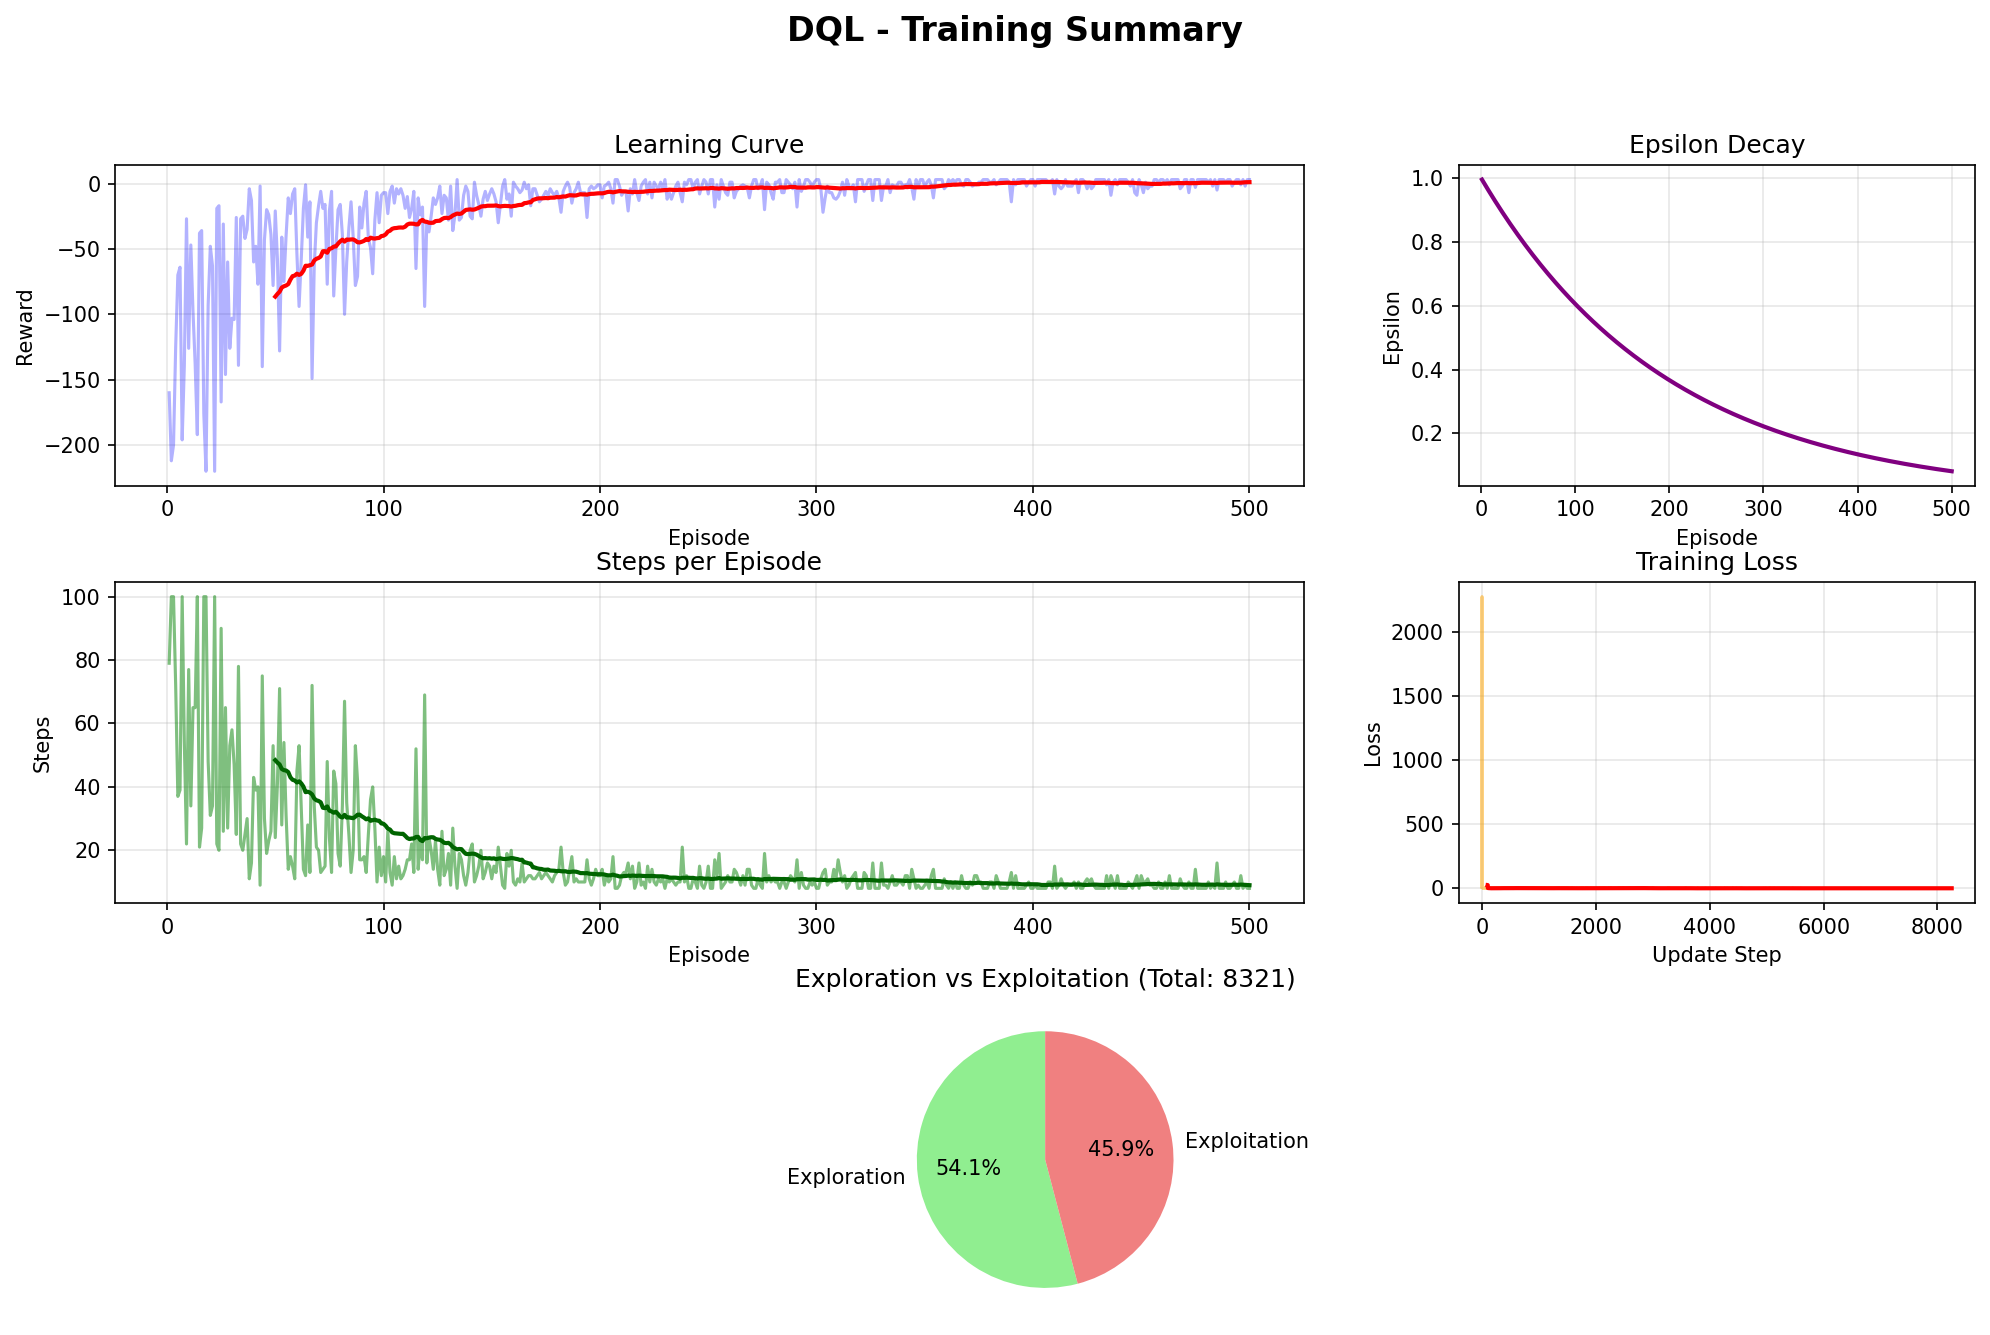 DQL - Training Summary
Learning Curve
Reward
0
−50
−100
−150
−200
0 100 200 300 400 500
Episode
Epsilon Decay
Epsilon
1.0
0.8
0.6
0.4
0.2
0 100 200 300 400 500
Episode
Steps per Episode
Steps
100
80
60
40
20
0 100 200 300 400 500
Episode
Training Loss
Loss
2000
1500
1000
500
0
0 2000 4000 6000 8000
Update Step
Exploration vs Exploitation (Total: 8321)
45.9%
Exploitation
54.1%
Exploration